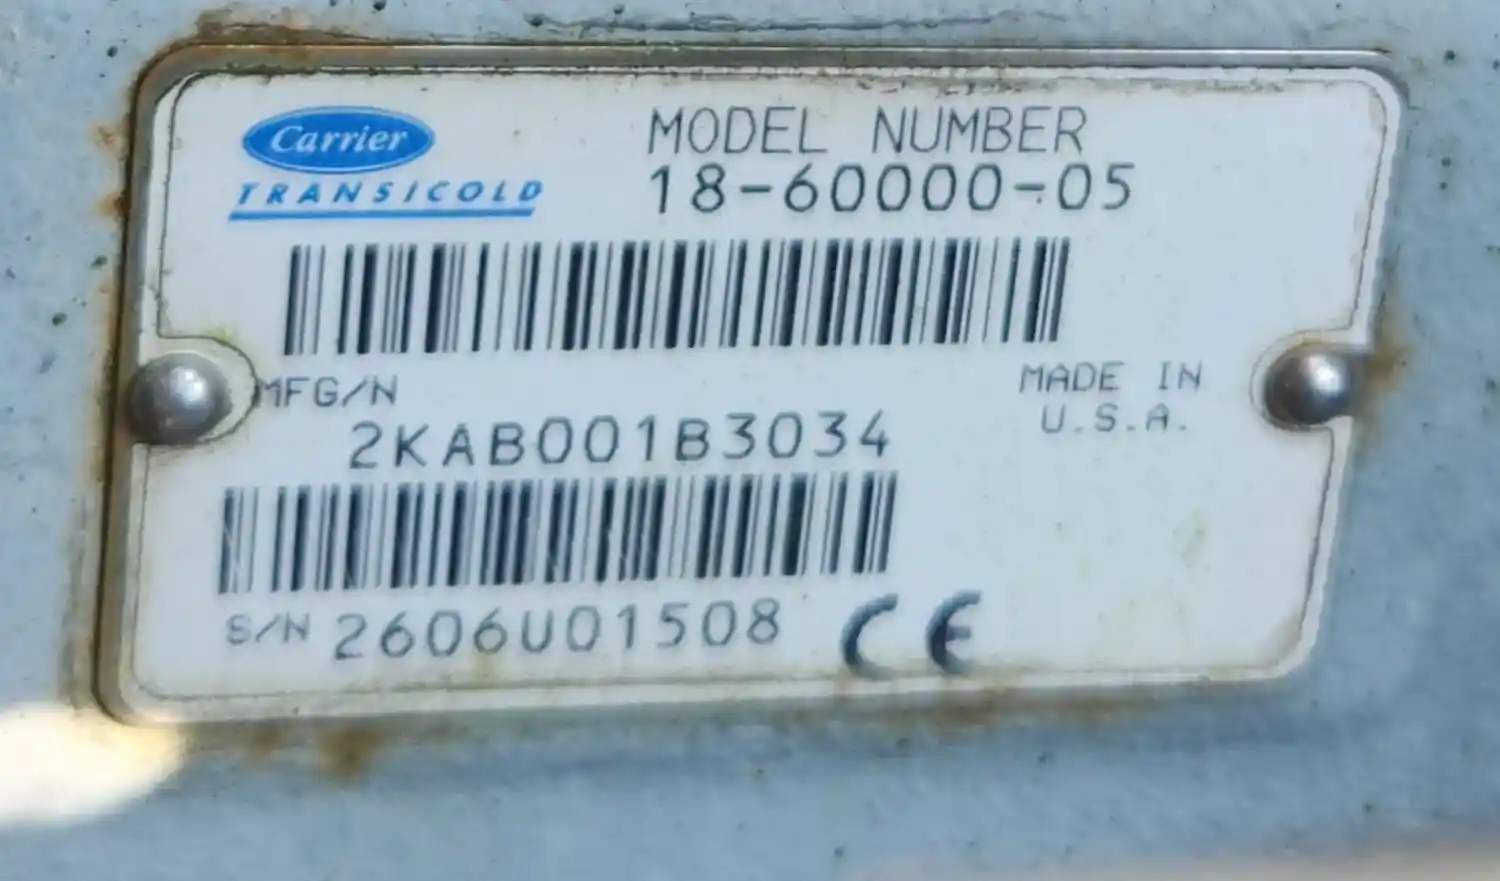 Carrier
TRANSICOLD
MODEL NUMBER
18-60000-05
MFG/N
2KAB001B3034
MADE IN
U.S.A.
S/N 2606U01508 CE